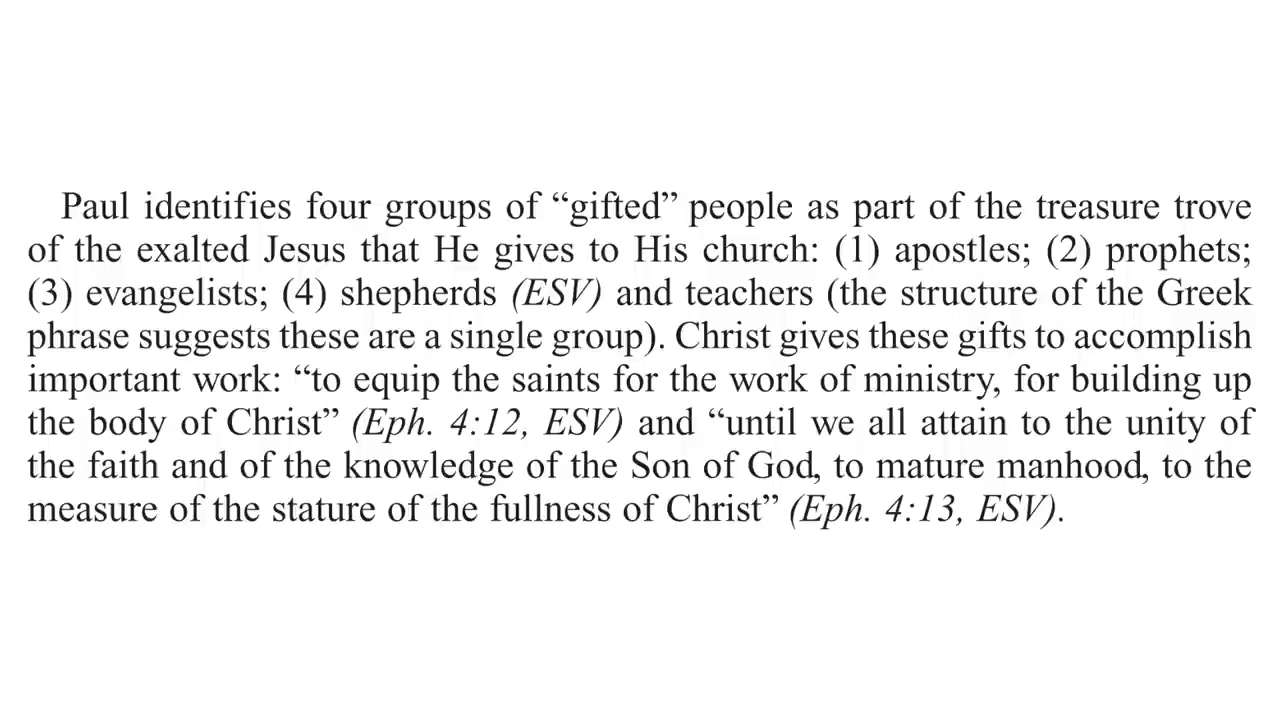 Paul identifies four groups of “gifted” people as part of the treasure trove
of the exalted Jesus that He gives to His church: (1) apostles; (2) prophets;
(3) evangelists; (4) shepherds (ESV) and teachers (the structure of the Greek
phrase suggests these are a single group). Christ gives these gifts to accomplish
important work: “to equip the saints for the work of ministry, for building up
the body of Christ” (Eph. 4:12, ESV) and “until we all attain to the unity of
the faith and of the knowledge of the Son of God, to mature manhood, to the
measure of the stature of the fullness of Christ” (Eph. 4:13, ESV).